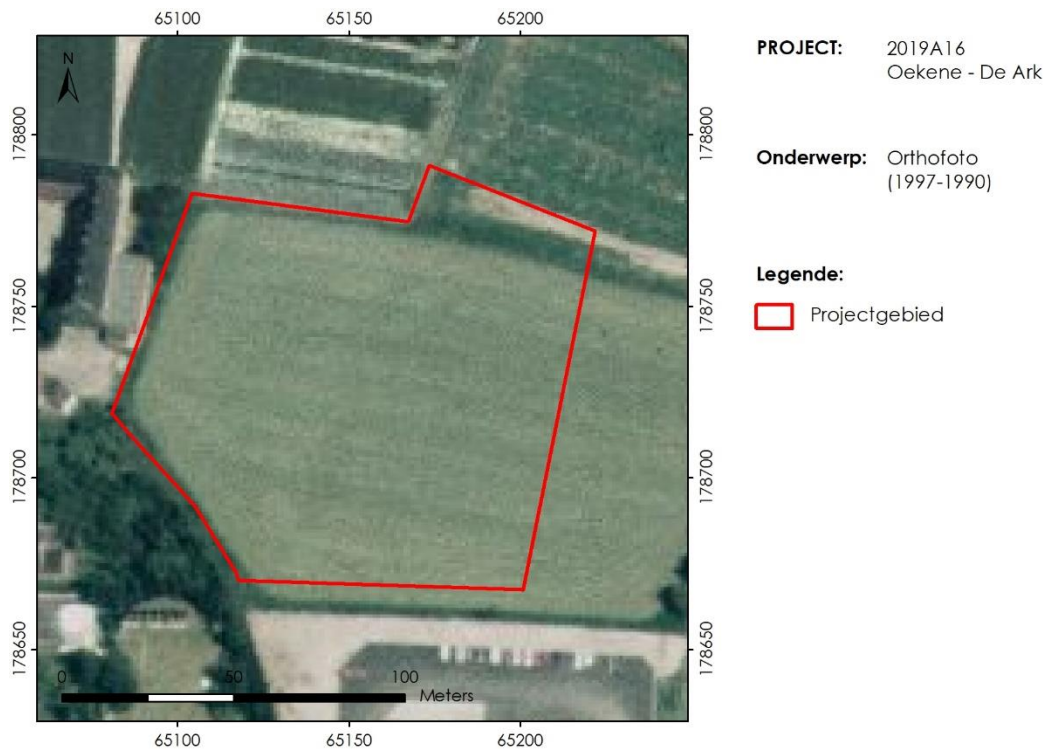 65100 65150 65200
N
178800
178750
178700
178650
178800
178750
178700
178650
0 50 100
Meters
65100 65150 65200
PROJECT: 2019A16
Oekene - De Ark
Onderwerp: Orthofoto
(1997-1990)
Legende:
Projectgebied